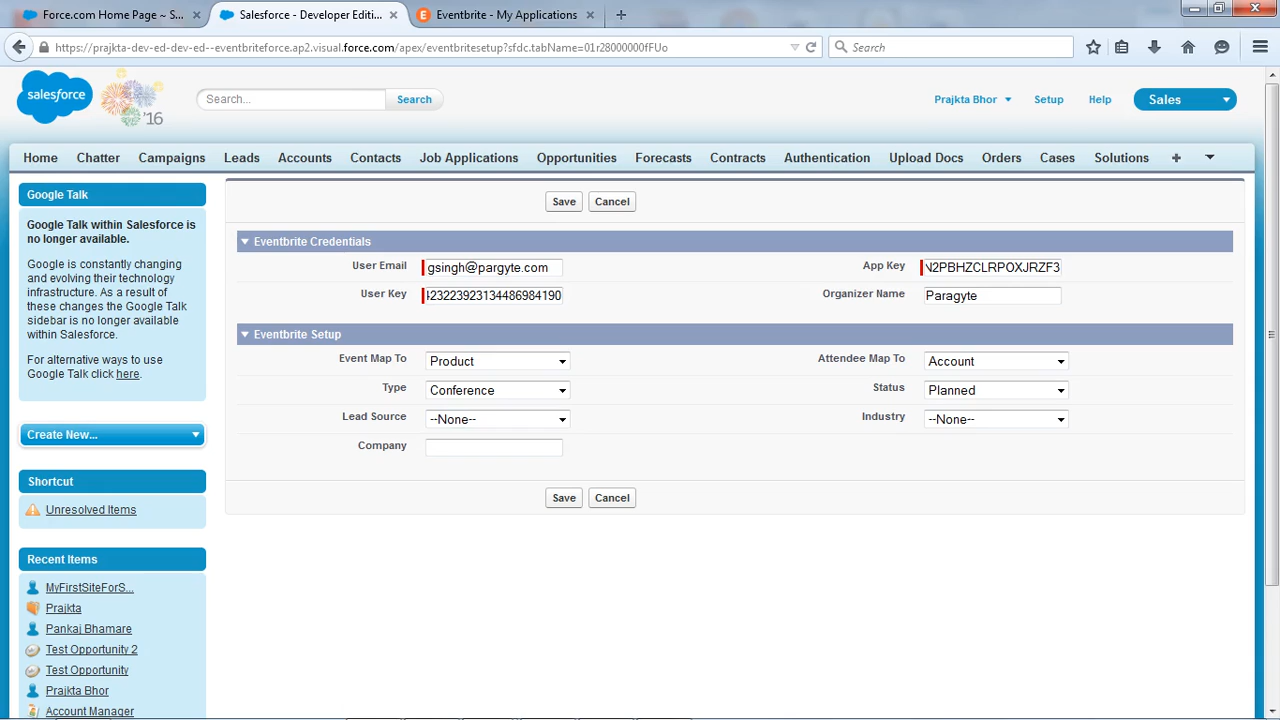 Force.com Home Page ~ S...
Salesforce - Developer Editi...
Eventbrite - My Applications
https://prajkta-dev-ed-dev-ed--eventbriteforce.ap2.visual.force.com/apex/eventbritesetup?sfdc.tabName=01r28000000fFUo
Search
salesforce
'16
Search...
Search
Prajkta Bhor
Setup
Help
Sales
Home
Chatter
Campaigns
Leads
Accounts
Contacts
Job Applications
Opportunities
Forecasts
Contracts
Authentication
Upload Docs
Orders
Cases
Solutions
Google Talk
Google Talk within Salesforce is
no longer available.
Google is constantly changing
and evolving their technology
infrastructure. As a result of
these changes the Google Talk
sidebar is no longer available
within Salesforce.
For alternative ways to use
Google Talk click here.
Create New...
Shortcut
Unresolved Items
Recent Items
MyFirstSiteForS...
Prajkta
Pankaj Bhamare
Test Opportunity 2
Test Opportunity
Prajkta Bhor
Account Manager
Save Cancel
Eventbrite Credentials
User Email gsingh@pargyte.com
App Key N2PBHZCLRPOXJRZF3
User Key 423223923134486984190
Organizer Name Paragyte
Eventbrite Setup
Event Map To Product
Attendee Map To Account
Type Conference
Status Planned
Lead Source --None--
Industry --None--
Company
Save Cancel